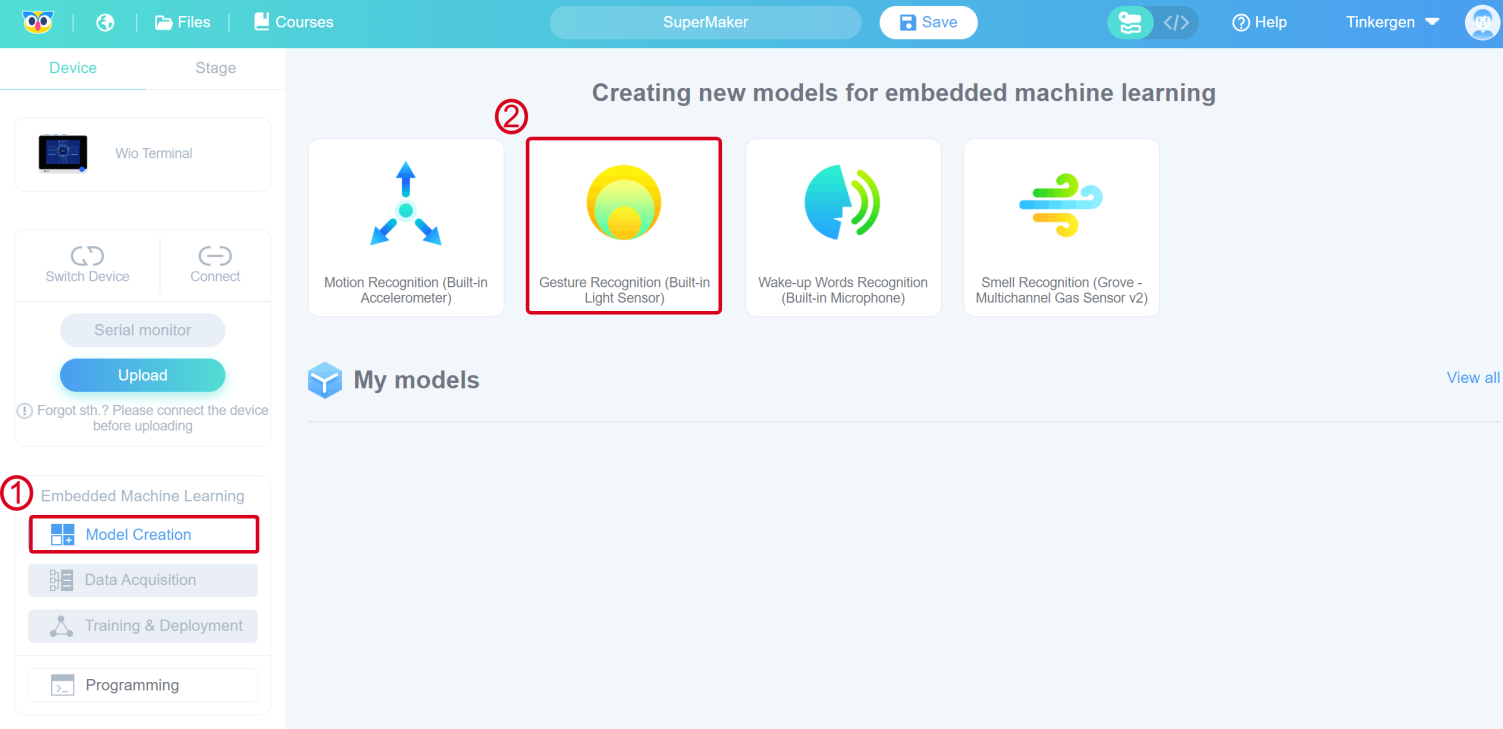 Files
Courses
SuperMaker
Save
</>
Help
Tinkergen
Device
Stage
Wio Terminal
Switch Device
Connect
Serial monitor
Upload
Forgot sth.? Please connect the device
before uploading
①
Embedded Machine Learning
Model Creation
Data Acquisition
Training & Deployment
>_
Programming
Creating new models for embedded machine learning
②
Motion Recognition (Built-in
Accelerometer)
Gesture Recognition (Built-in
Light Sensor)
Wake-up Words Recognition
(Built-in Microphone)
Smell Recognition (Grove -
Multichannel Gas Sensor v2)
My models
View all